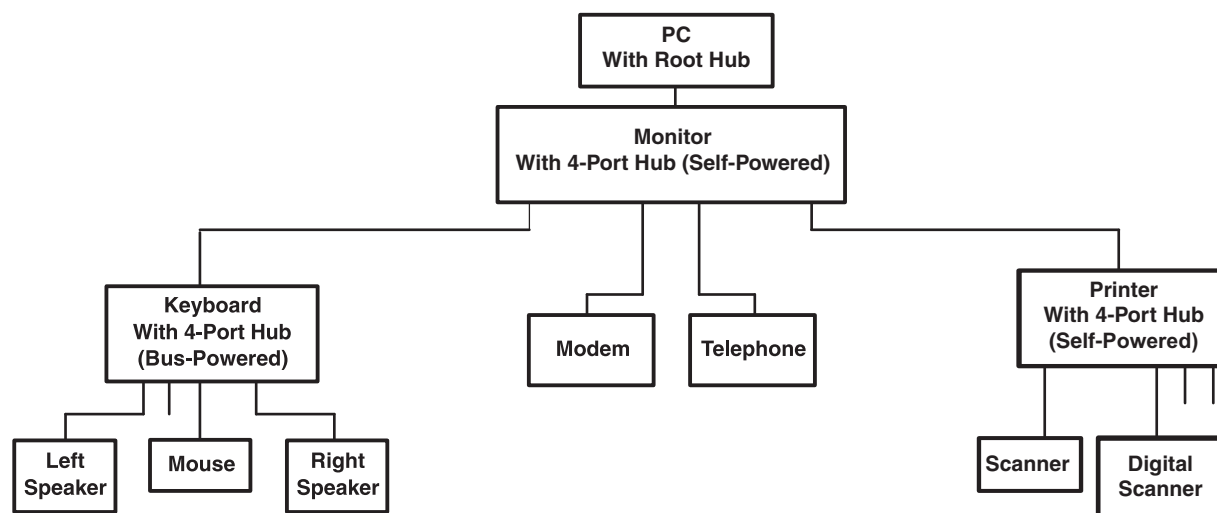 PC
With Root Hub
Monitor
With 4-Port Hub (Self-Powered)
Keyboard
With 4-Port Hub
(Bus-Powered)
Modem
Telephone
Printer
With 4-Port Hub
(Self-Powered)
Left
Speaker
Mouse
Right
Speaker
Scanner
Digital
Scanner